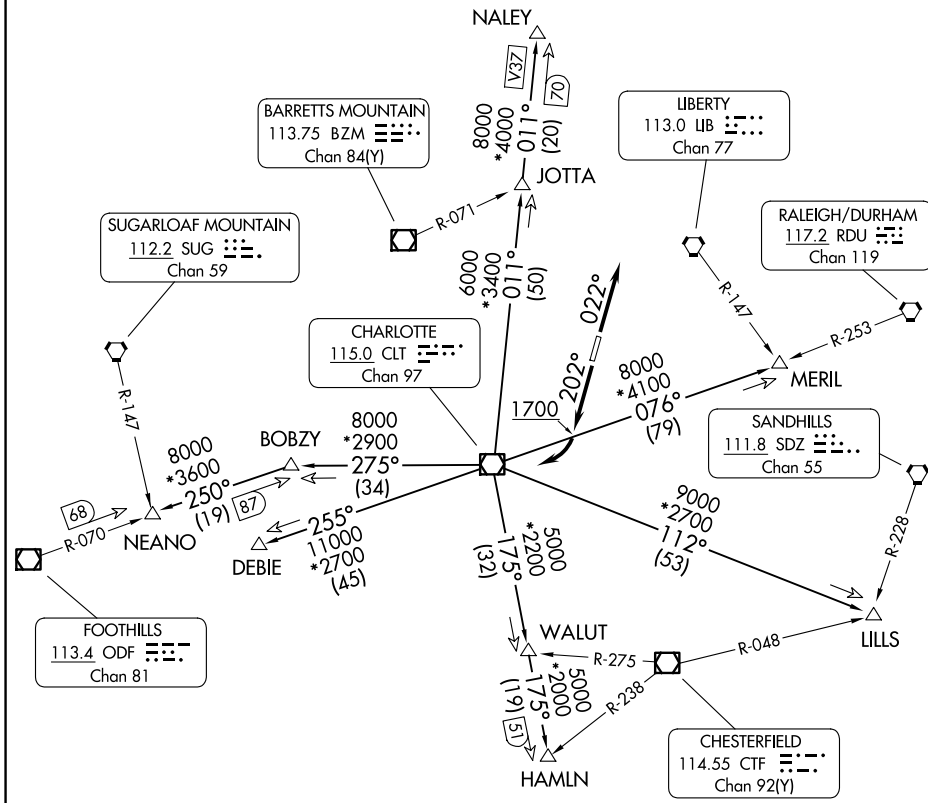 NALEY
V37
70
8000
*4000
011°
(20)
BARRETTS MOUNTAIN
113.75 BZM
Chan 84(Y)
LIBERTY
113.0 LIB
Chan 77
JOTTA
R-071
SUGARLOAF MOUNTAIN
112.2 SUG
Chan 59
RALEIGH/DURHAM
117.2 RDU
Chan 119
6000
*3400
011°
(50)
022°
202°
R-147
R-253
CHARLOTTE
115.0 CLT
Chan 97
MERIL
1700
8000
*4100
076°
(79)
R-147
BOBZY
8000
*2900
275°
(34)
SANDHILLS
111.8 SDZ
Chan 55
8000
*3600
250°
(19)
87
68
R-070
NEANO
255°
11000
*2700
(45)
DEBIE
9000
*2700
112°
(53)
R-228
5000
*2200
175°
(32)
FOOTHILLS
113.4 ODF
Chan 81
WALUT
R-275
R-048
LILLS
5000
*2000
175°
(19)
51
R-238
HAMLN
CHESTERFIELD
114.55 CTF
Chan 92(Y)